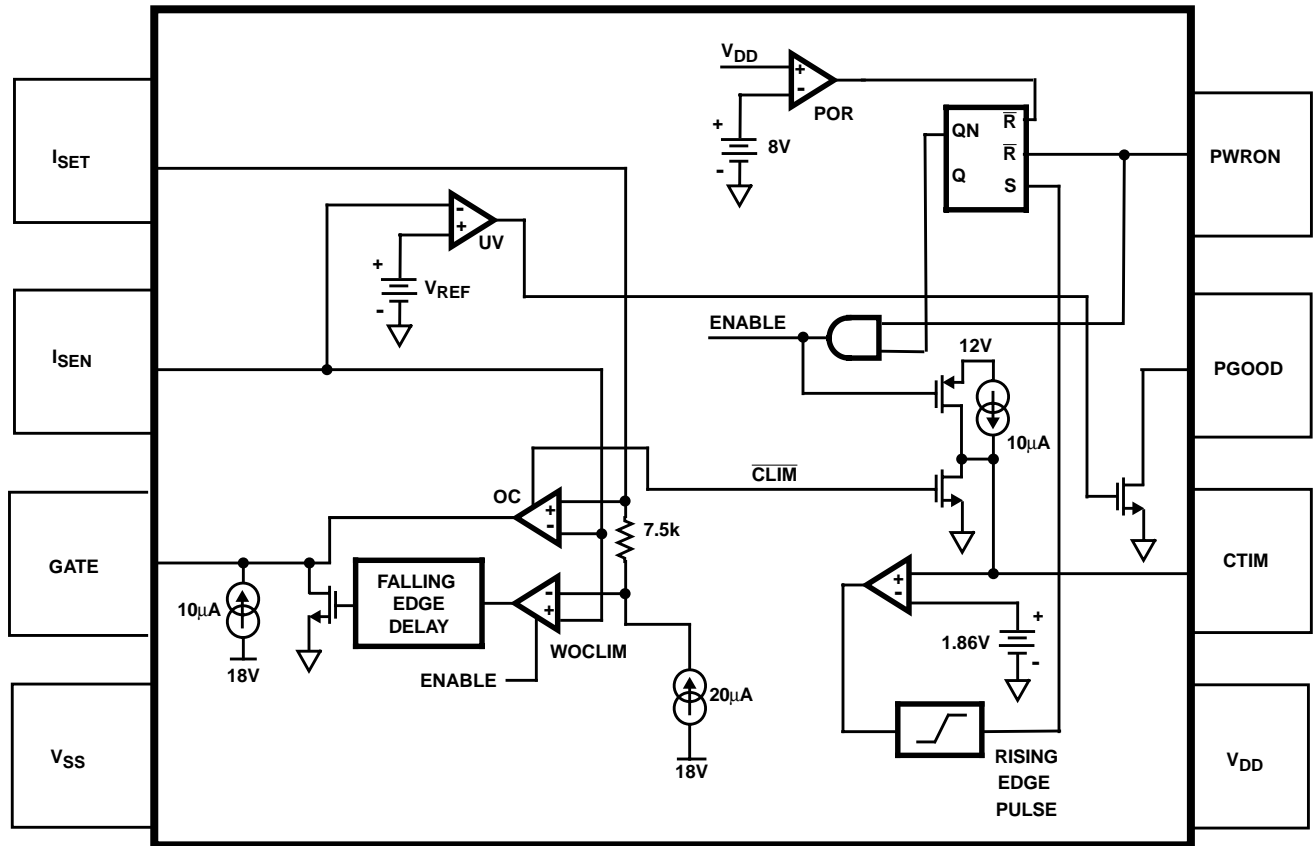 VDD
+
-
POR
+
8V
-
QN
R̅
R̅
Q
S
ISET
PWRON
-
+
UV
+
VREF
-
ENABLE
12V
ISEN
PGOOD
10µA
C̅L̅I̅M̅
OC
+
-
7.5k
GATE
CTIM
10µA
18V
FALLING
EDGE
DELAY
-
+
WOCLIM
ENABLE
+
-
+
1.86V
-
20µA
18V
VSS
RISING
EDGE
PULSE
VDD